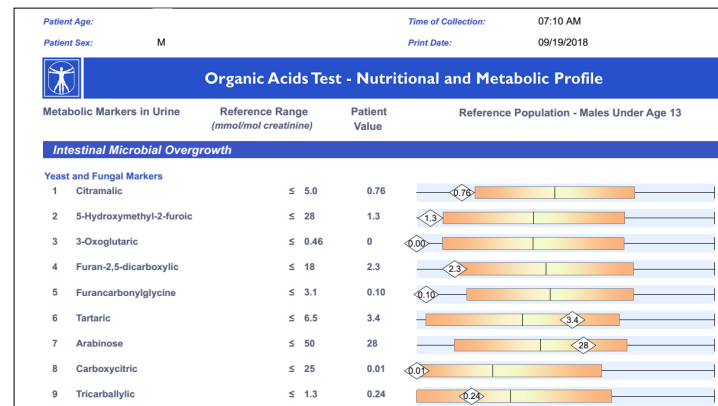 Patient Age: Time of Collection: 07:10 AM
Patient Sex: M Print Date: 09/19/2018
Organic Acids Test - Nutritional and Metabolic Profile
Metabolic Markers in Urine Reference Range Patient Reference Population - Males Under Age 13
(mmol/mol creatinine) Value
Intestinal Microbial Overgrowth
Yeast and Fungal Markers
1 Citramalic ≤ 5.0 0.76 0.76
2 5-Hydroxymethyl-2-furoic ≤ 28 1.3 1.3
3 3-Oxoglutaric ≤ 0.46 0 0.00
4 Furan-2,5-dicarboxylic ≤ 18 2.3 2.3
5 Furancarbonylglycine ≤ 3.1 0.10 0.10
6 Tartaric ≤ 6.5 3.4 3.4
7 Arabinose ≤ 50 28 28
8 Carboxycitric ≤ 25 0.01 0.01
9 Tricarballylic ≤ 1.3 0.24 0.24